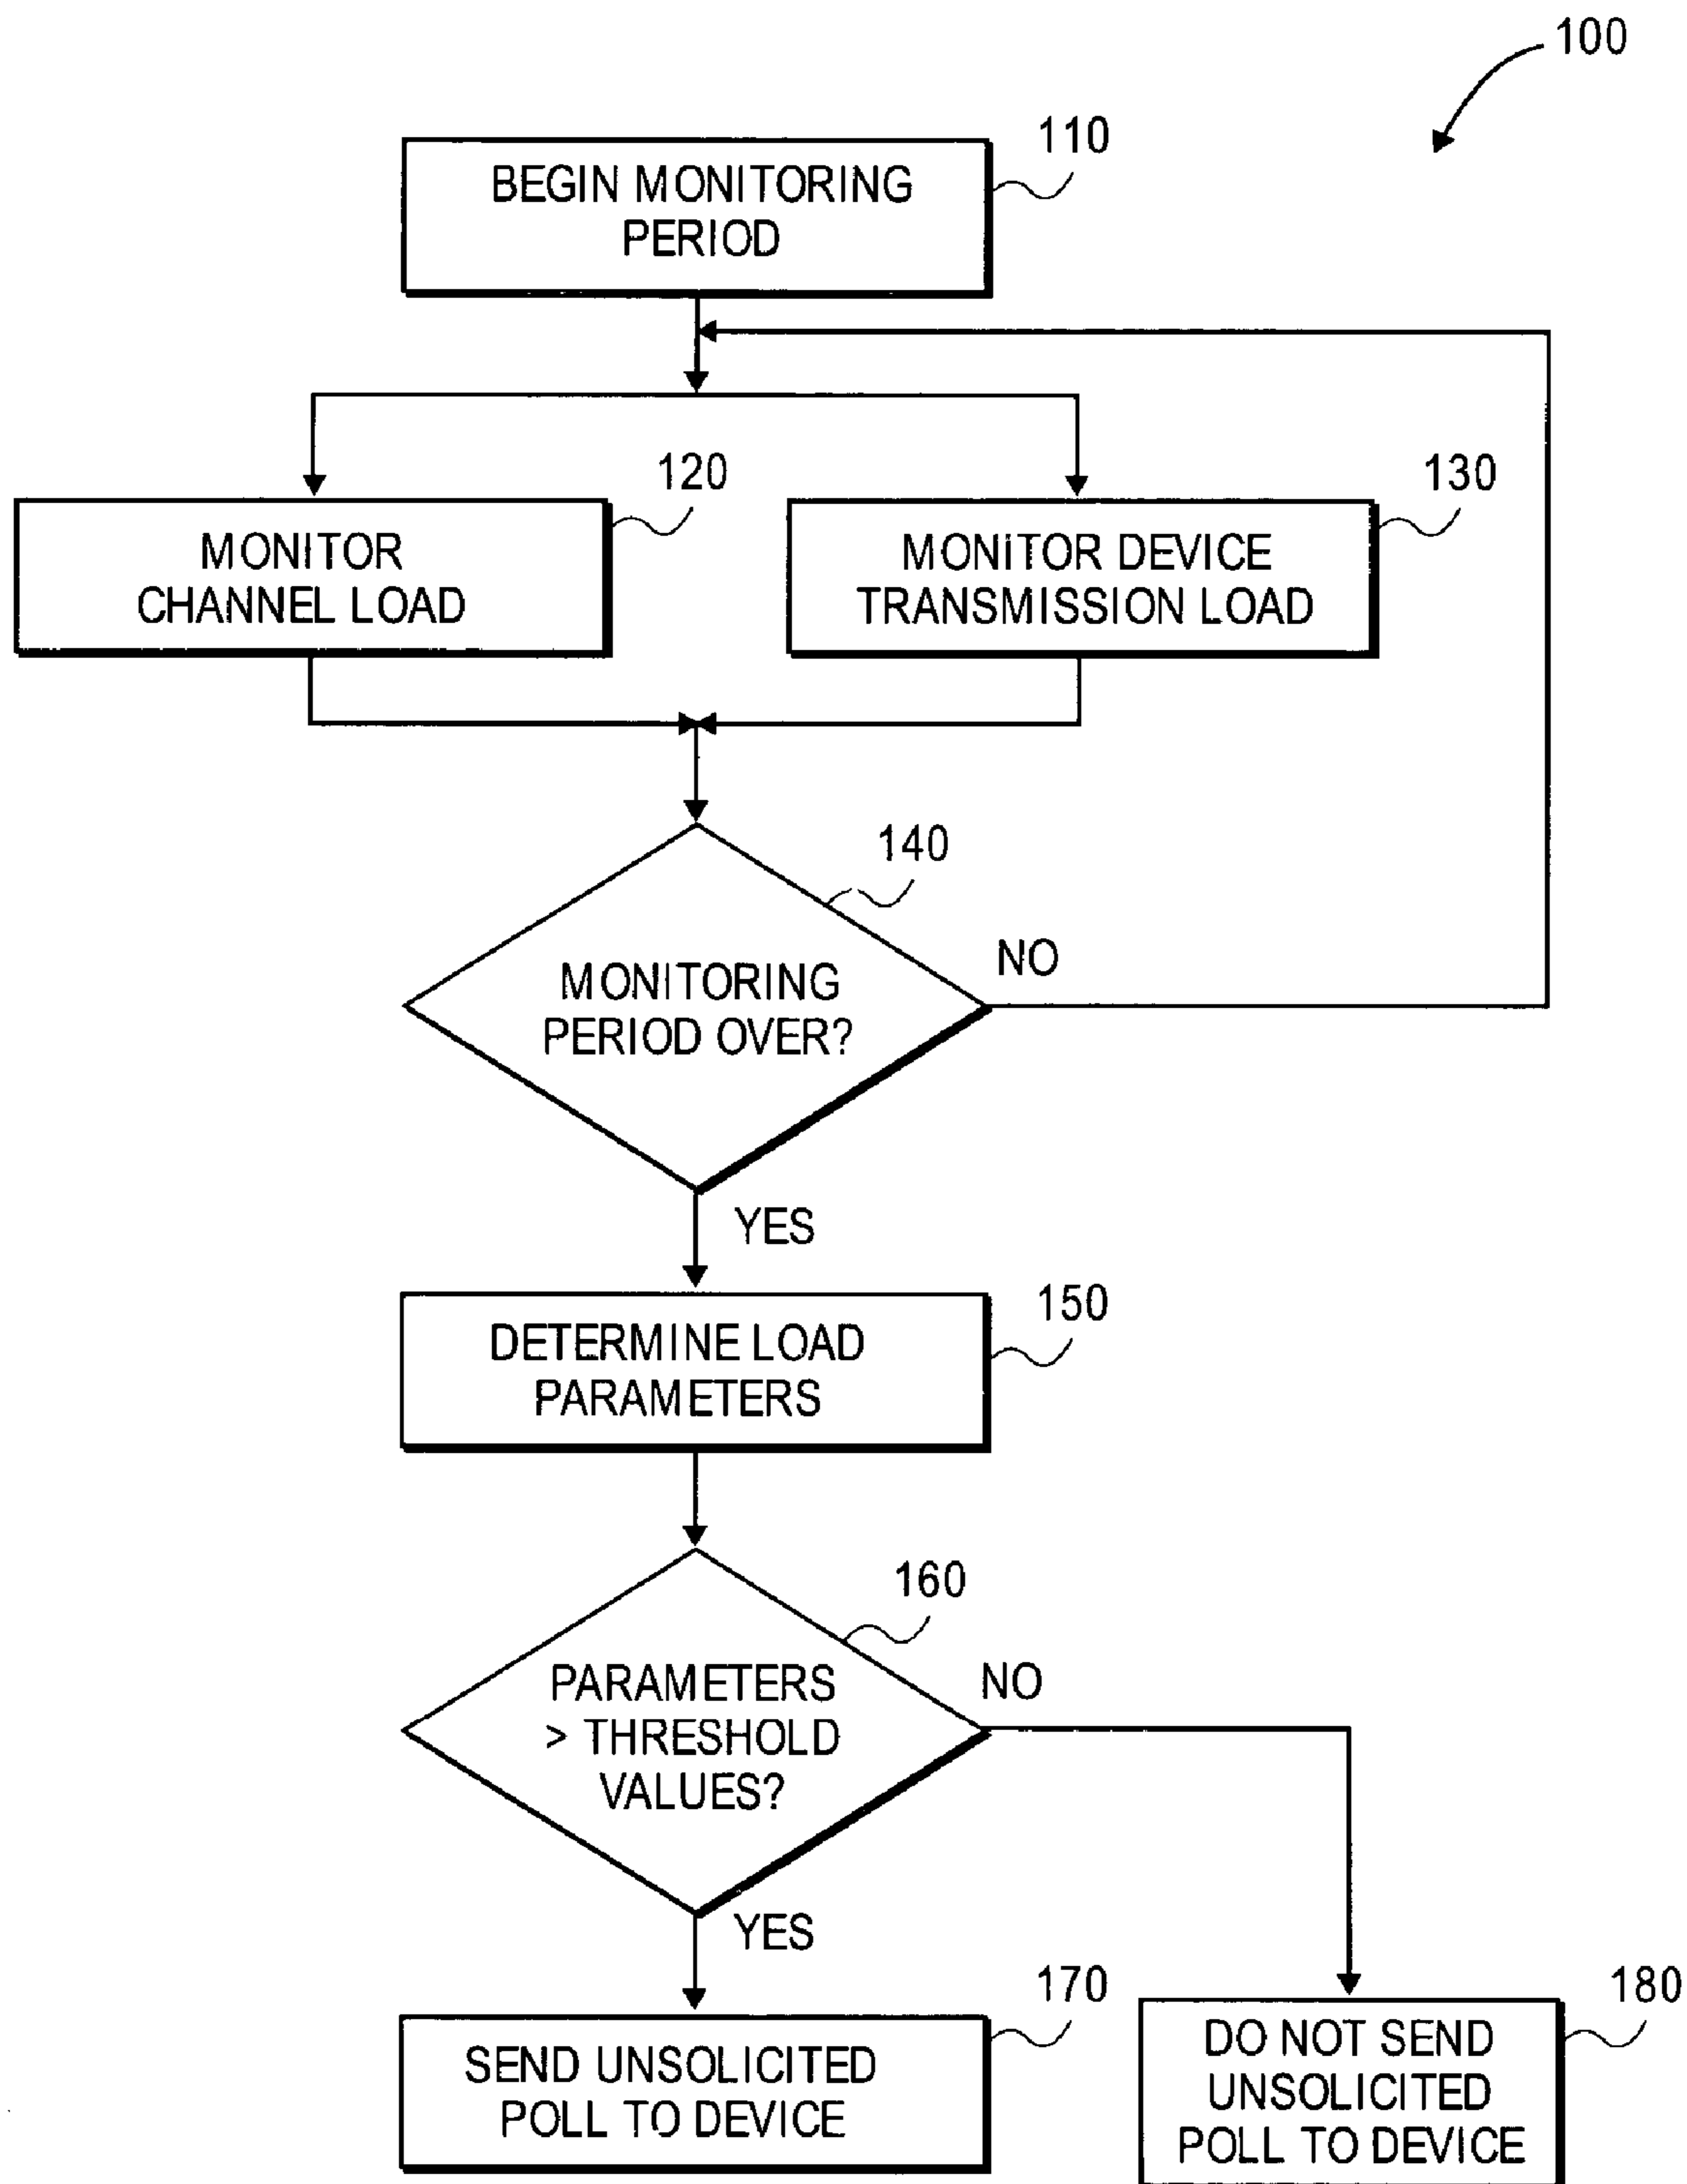 100
110
BEGIN MONITORING
PERIOD
120
MONITOR
CHANNEL LOAD
130
MONITOR DEVICE
TRANSMISSION LOAD
140
MONITORING
PERIOD OVER?
NO
YES
150
DETERMINE LOAD
PARAMETERS
160
PARAMETERS
> THRESHOLD
VALUES?
NO
YES
170
SEND UNSOLICITED
POLL TO DEVICE
180
DO NOT SEND
UNSOLICITED
POLL TO DEVICE